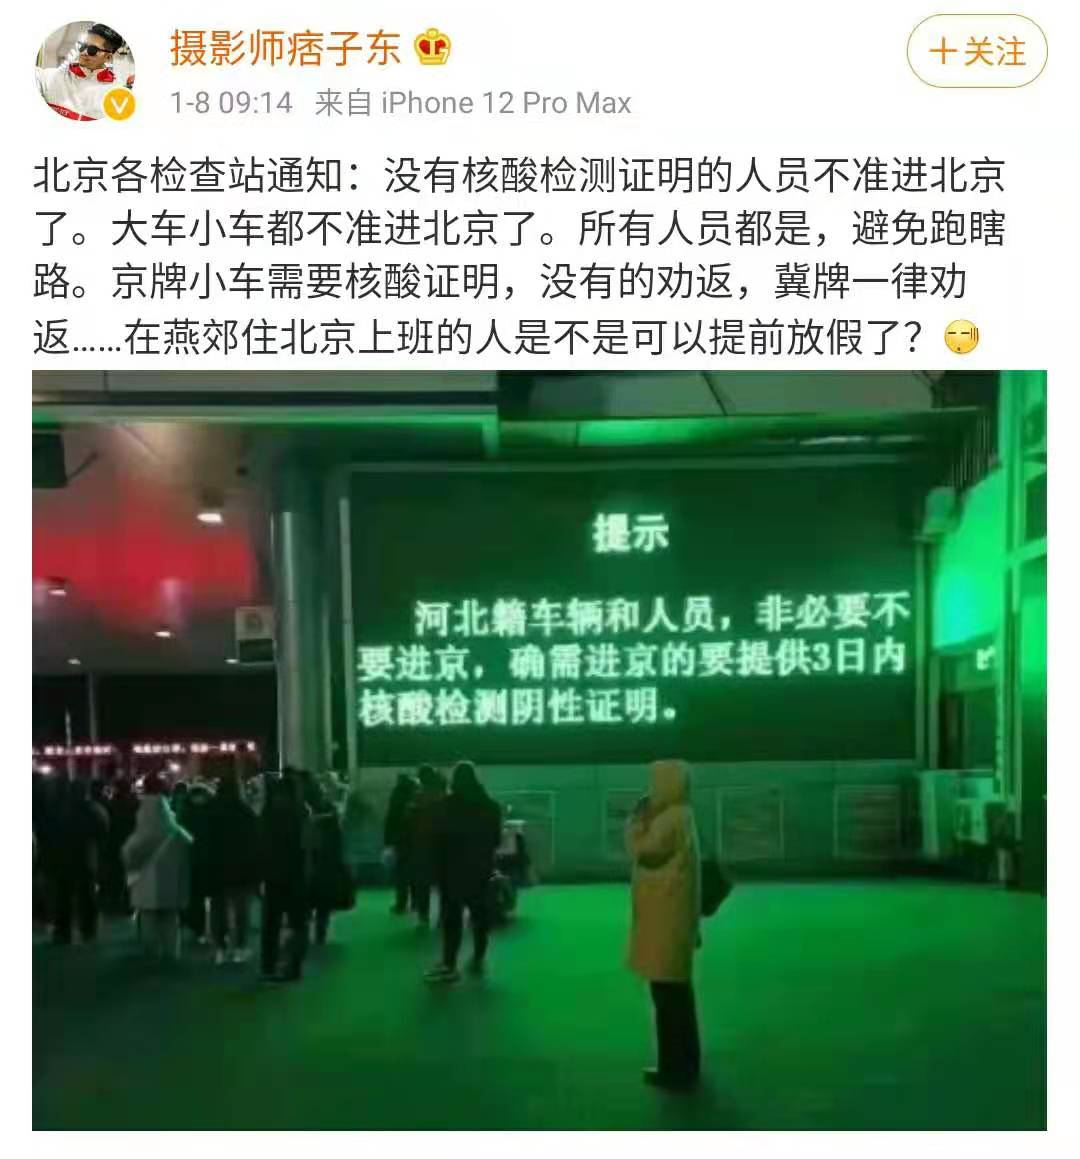 摄影师痞子东
+关注
1-8 09:14 来自 iPhone 12 Pro Max
北京各检查站通知：没有核酸检测证明的人员不准进北京
了。大车小车都不准进北京了。所有人员都是，避免跑瞎
路。京牌小车需要核酸证明，没有的劝返，冀牌一律劝
返……在燕郊住北京上班的人是不是可以提前放假了？
提示
河北籍车辆和人员，非必要不
要进京，确需进京的要提供3日内
核酸检测阴性证明。